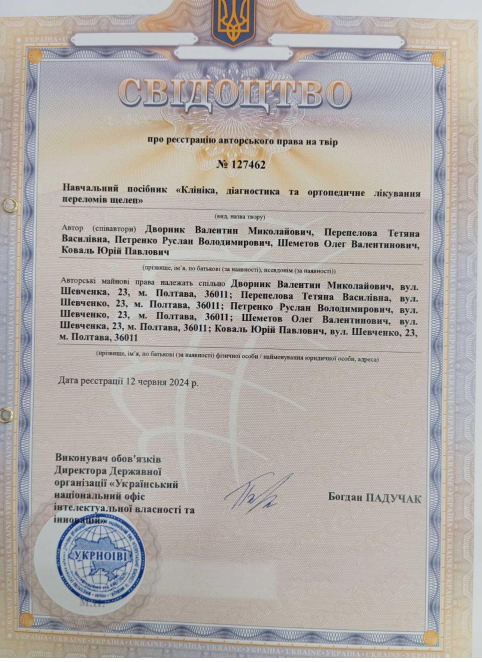 СВІДОЦТВО
про реєстрацію авторського права на твір
№ 127462
Навчальний посібник «Клініка, діагностика та ортопедичне лікування
переломів щелеп»
(вид, назва твору)
Автор (співавтори) Дворник Валентин Миколайович, Перепелова Тетяна
Василівна, Петренко Руслан Володимирович, Шеметов Олег Валентинович,
Коваль Юрій Павлович
(прізвище, ім'я, по батькові (за наявності), псевдонім (за наявності))
Авторські майнові права належать спільно Дворник Валентин Миколайович, вул.
Шевченка, 23, м. Полтава, 36011; Перепелова Тетяна Василівна, вул.
Шевченко, 23, м. Полтава, 36011; Петренко Руслан Володимирович, вул.
Шевченко, 23, м. Полтава, 36011; Шеметов Олег Валентинович, вул.
Шевченка, 23, м. Полтава, 36011; Коваль Юрій Павлович, вул. Шевченко, 23,
м. Полтава, 36011
(прізвище, ім'я, по батькові (за наявності) фізичної особи / найменування юридичної особи, адреса)
Дата реєстрації 12 червня 2024 р.
Виконувач обов'язків
Директора Державної
організації «Український
національний офіс
інтелектуальної власності та
інновацій»
Богдан ПАДУЧАК
УКРНОІВІ
М.П.